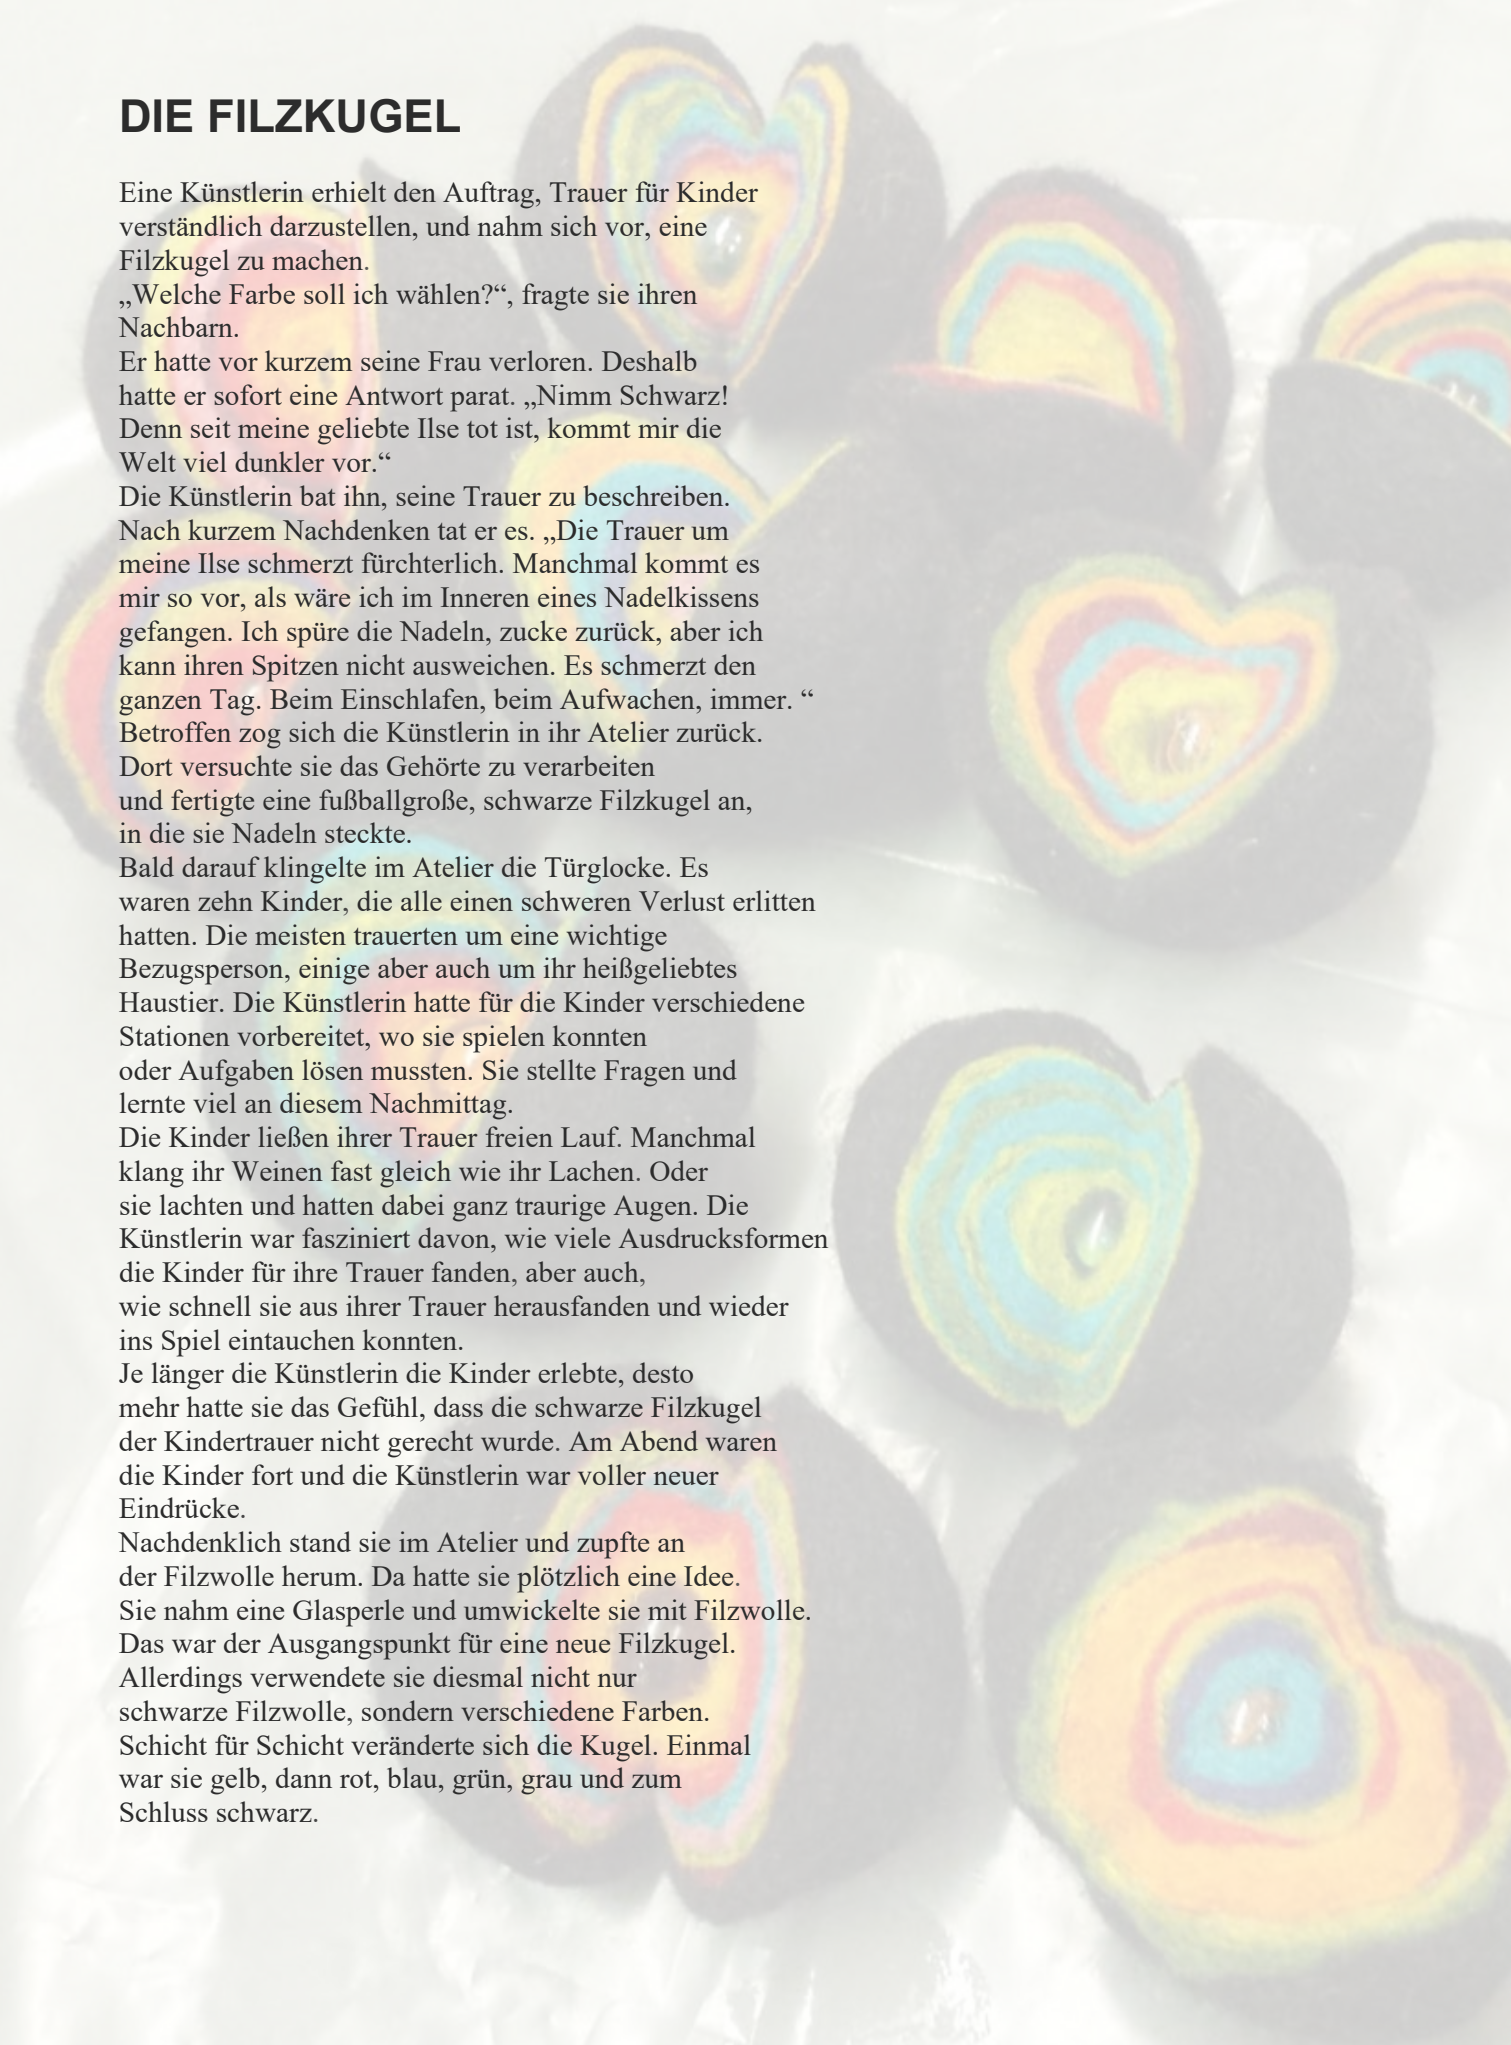 DIE FILZKUGEL
Eine Künstlerin erhielt den Auftrag, Trauer für Kinder
verständlich darzustellen, und nahm sich vor, eine
Filzkugel zu machen.
„Welche Farbe soll ich wählen?“, fragte sie ihren
Nachbarn.
Er hatte vor kurzem seine Frau verloren. Deshalb
hatte er sofort eine Antwort parat. „Nimm Schwarz!
Denn seit meine geliebte Ilse tot ist, kommt mir die
Welt viel dunkler vor.“
Die Künstlerin bat ihn, seine Trauer zu beschreiben.
Nach kurzem Nachdenken tat er es. „Die Trauer um
meine Ilse schmerzt fürchterlich. Manchmal kommt es
mir so vor, als wäre ich im Inneren eines Nadelkissens
gefangen. Ich spüre die Nadeln, zucke zurück, aber ich
kann ihren Spitzen nicht ausweichen. Es schmerzt den
ganzen Tag. Beim Einschlafen, beim Aufwachen, immer. “
Betroffen zog sich die Künstlerin in ihr Atelier zurück.
Dort versuchte sie das Gehörte zu verarbeiten
und fertigte eine fußballgroße, schwarze Filzkugel an,
in die sie Nadeln steckte.
Bald darauf klingelte im Atelier die Türglocke. Es
waren zehn Kinder, die alle einen schweren Verlust erlitten
hatten. Die meisten trauerten um eine wichtige
Bezugsperson, einige aber auch um ihr heißgeliebtes
Haustier. Die Künstlerin hatte für die Kinder verschiedene
Stationen vorbereitet, wo sie spielen konnten
oder Aufgaben lösen mussten. Sie stellte Fragen und
lernte viel an diesem Nachmittag.
Die Kinder ließen ihrer Trauer freien Lauf. Manchmal
klang ihr Weinen fast gleich wie ihr Lachen. Oder
sie lachten und hatten dabei ganz traurige Augen. Die
Künstlerin war fasziniert davon, wie viele Ausdrucksformen
die Kinder für ihre Trauer fanden, aber auch,
wie schnell sie aus ihrer Trauer herausfanden und wieder
ins Spiel eintauchen konnten.
Je länger die Künstlerin die Kinder erlebte, desto
mehr hatte sie das Gefühl, dass die schwarze Filzkugel
der Kindertrauer nicht gerecht wurde. Am Abend waren
die Kinder fort und die Künstlerin war voller neuer
Eindrücke.
Nachdenklich stand sie im Atelier und zupfte an
der Filzwolle herum. Da hatte sie plötzlich eine Idee.
Sie nahm eine Glasperle und umwickelte sie mit Filzwolle.
Das war der Ausgangspunkt für eine neue Filzkugel.
Allerdings verwendete sie diesmal nicht nur
schwarze Filzwolle, sondern verschiedene Farben.
Schicht für Schicht veränderte sich die Kugel. Einmal
war sie gelb, dann rot, blau, grün, grau und zum
Schluss schwarz.